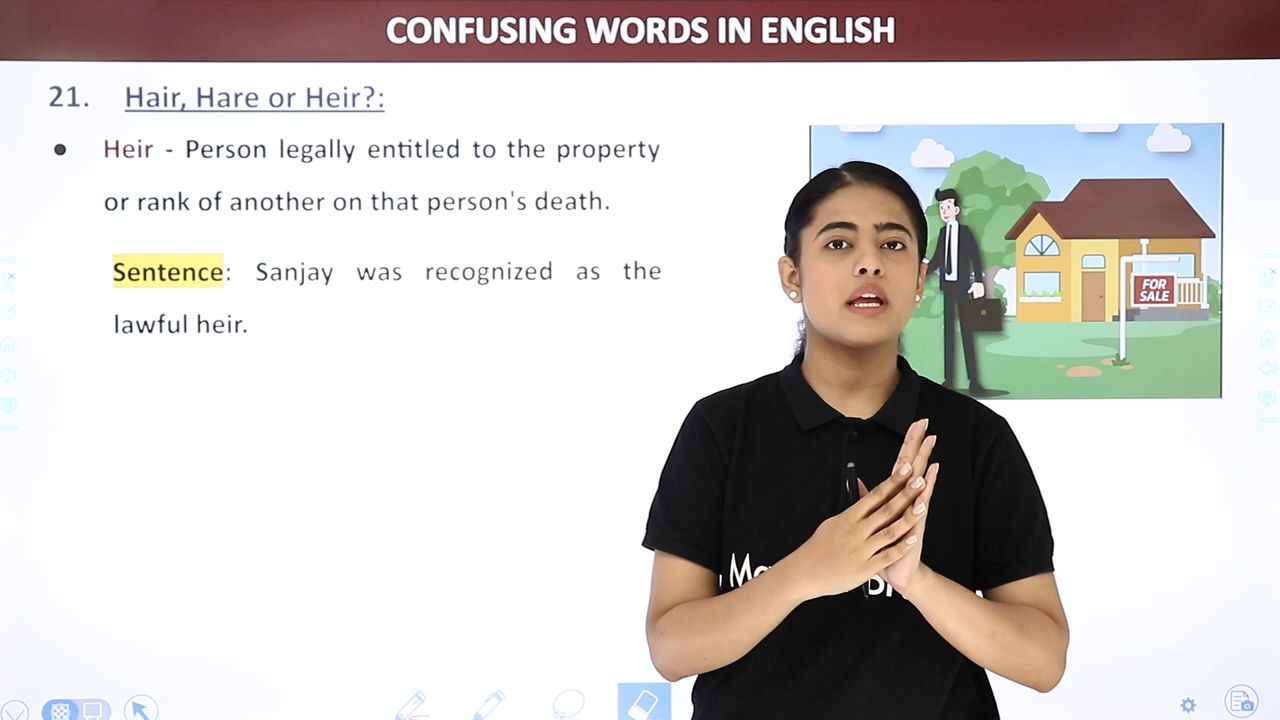 CONFUSING WORDS IN ENGLISH
21. Hair, Hare or Heir?:
● Heir - Person legally entitled to the property
or rank of another on that person's death.
Sentence: Sanjay was recognized as the
lawful heir.
FOR
SALE